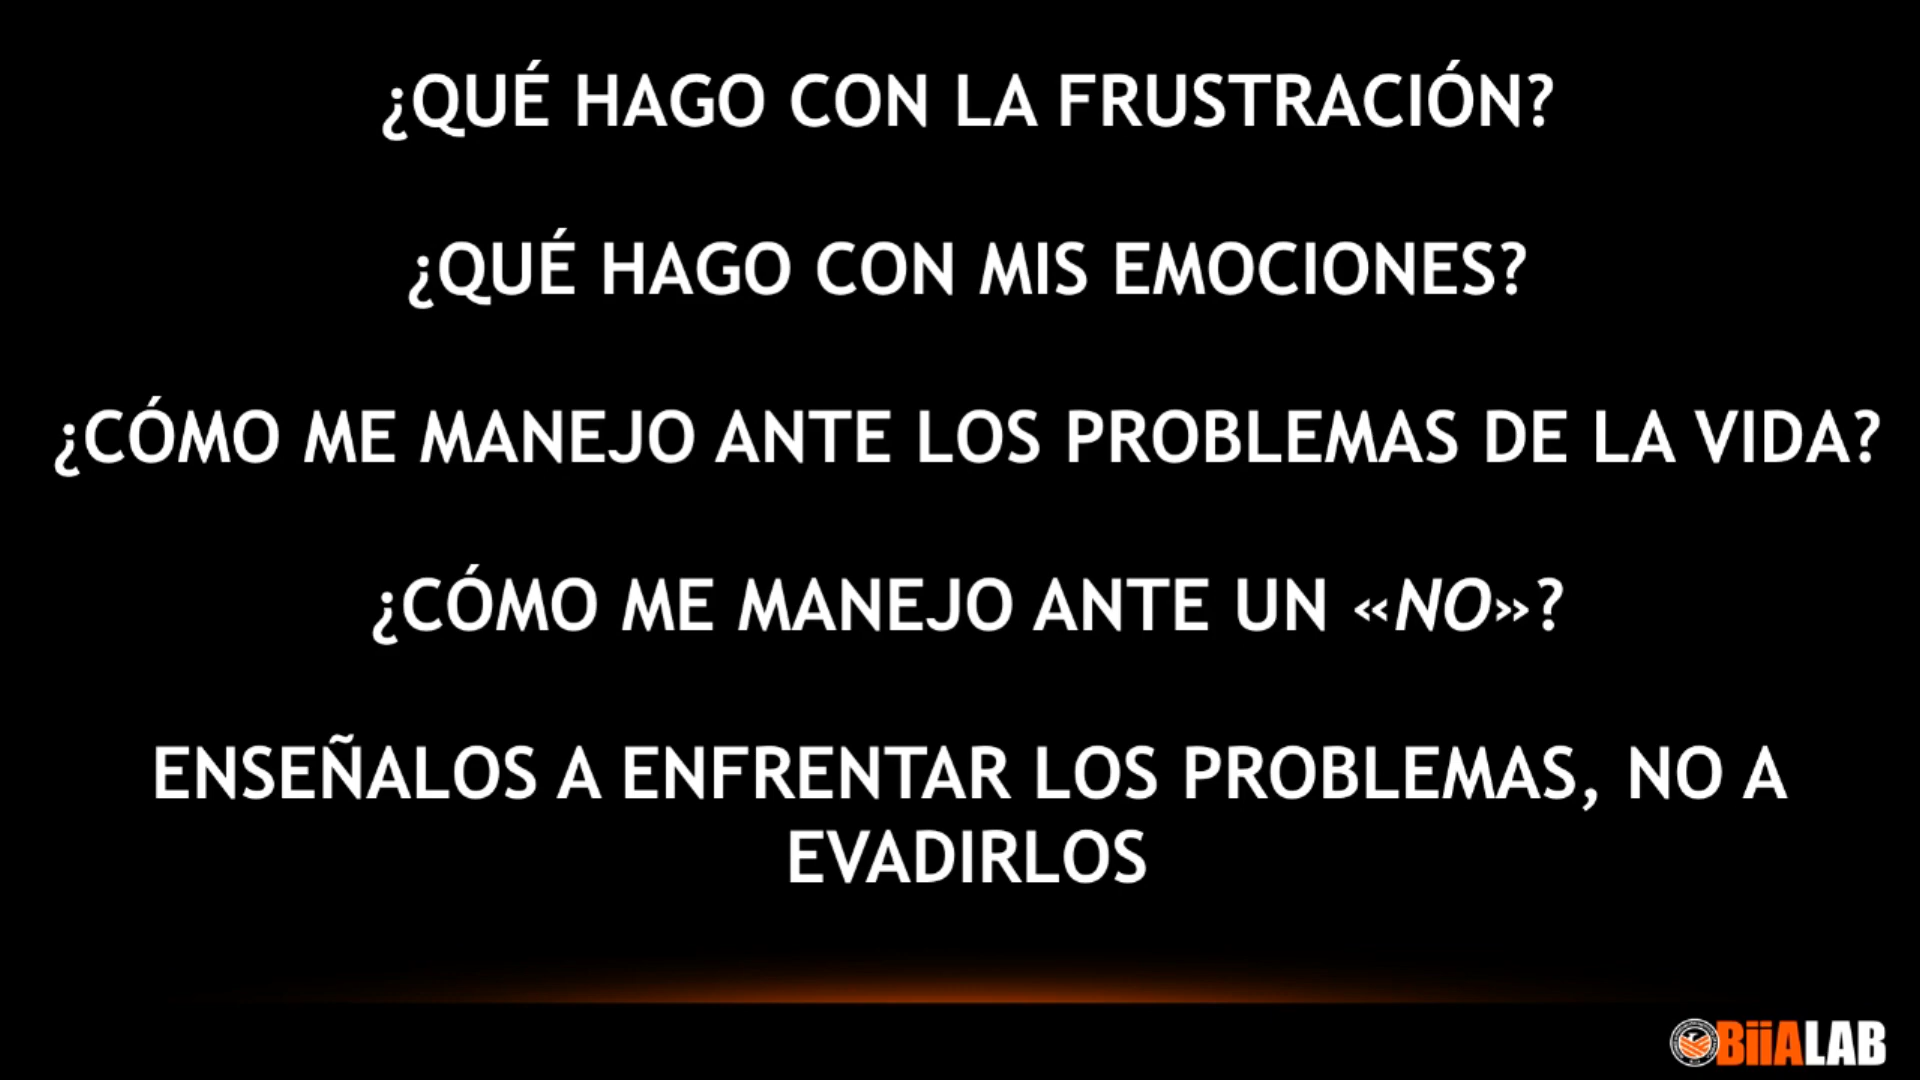 ¿QUÉ HAGO CON LA FRUSTRACIÓN?
¿QUÉ HAGO CON MIS EMOCIONES?
¿CÓMO ME MANEJO ANTE LOS PROBLEMAS DE LA VIDA?
¿CÓMO ME MANEJO ANTE UN «NO»?
ENSEÑALOS A ENFRENTAR LOS PROBLEMAS, NO A
EVADIRLOS
BiiALAB